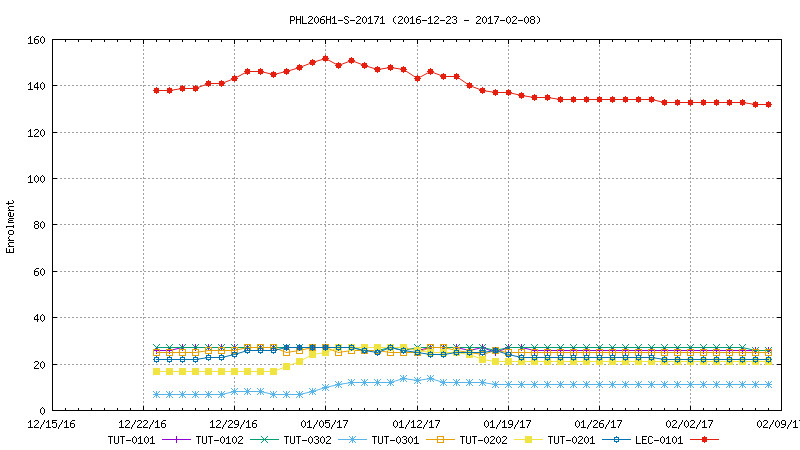 PHL206H1-S-20171 (2016-12-23 - 2017-02-08)
160
140
120
100
80
60
40
20
0
Enrolment
12/15/16 12/22/16 12/29/16 01/05/17 01/12/17 01/19/17 01/26/17 02/02/17 02/09/1
TUT-0101 TUT-0102 TUT-0302 TUT-0301 TUT-0202 TUT-0201 LEC-0101